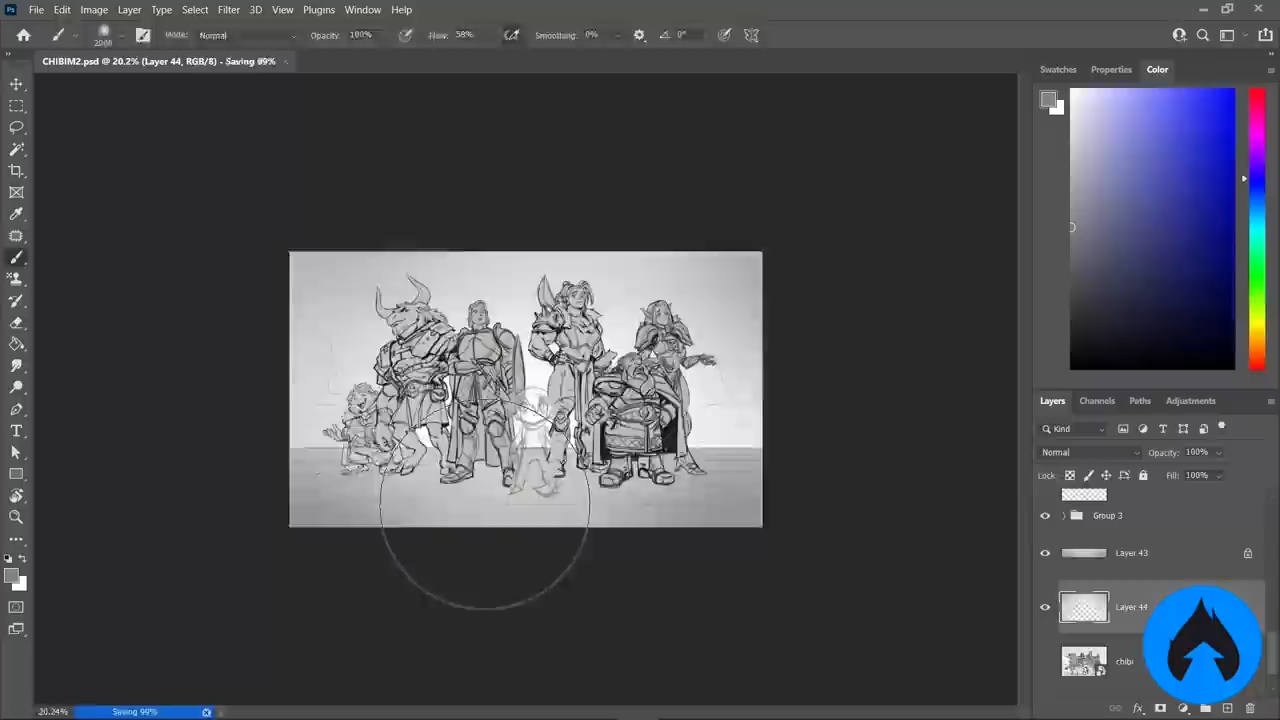 Ps File Edit Image Layer Type Select Filter 3D View Plugins Window Help
Mode: Normal Opacity: 100% Flow: 58% Smoothing: 0% 0°
CHIBIM2.psd @ 20.2% (Layer 44, RGB/8) - Saving 99%
Swatches Properties Color
Layers Channels Paths Adjustments
Kind
Normal Opacity: 100%
Lock: Fill: 100%
Group 3
Layer 43
Layer 44
chibi
fx
20.24% Saving 99%